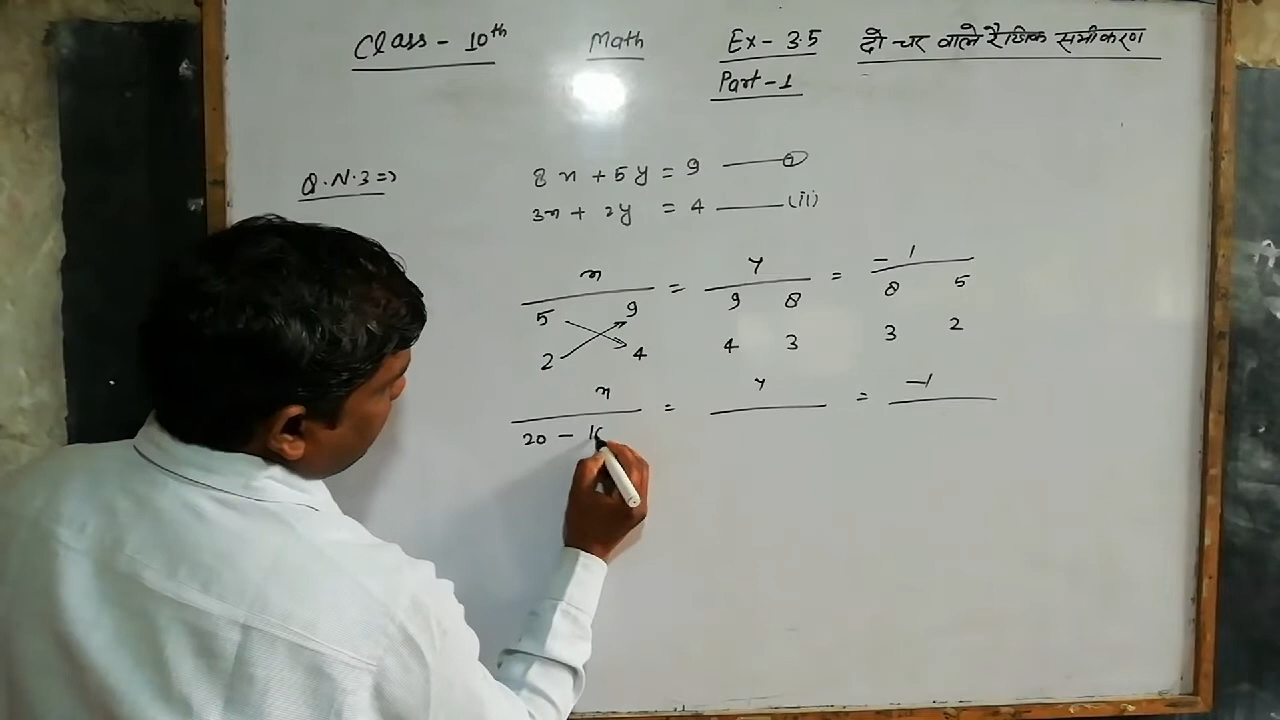 Class - 10th Math Ex - 3.5 दो चर वाले रैखिक समीकरण
Part - 1
Q.N.3 =>
8x + 5y = 9 —— (i)
3x + 2y = 4 —— (ii)
x = y = -1
5 9 9 8 8 5
2 4 4 3 3 2
x = y = -1
20 -